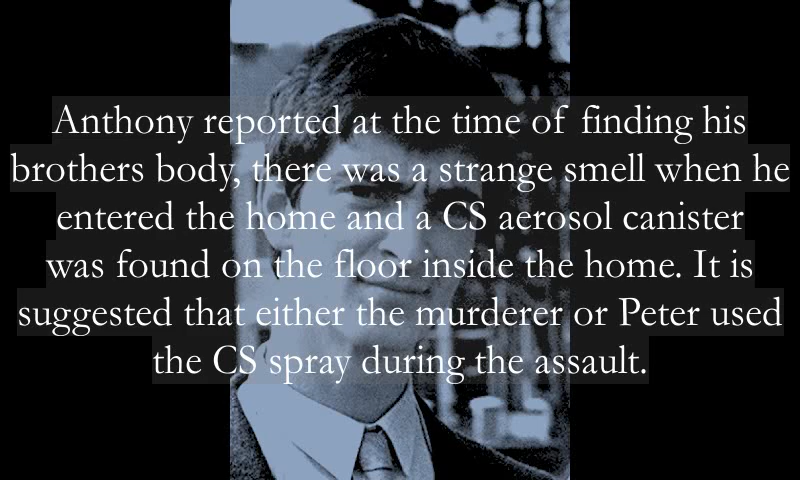 Anthony reported at the time of finding his
brothers body, there was a strange smell when he
entered the home and a CS aerosol canister
was found on the floor inside the home. It is
suggested that either the murderer or Peter used
the CS spray during the assault.